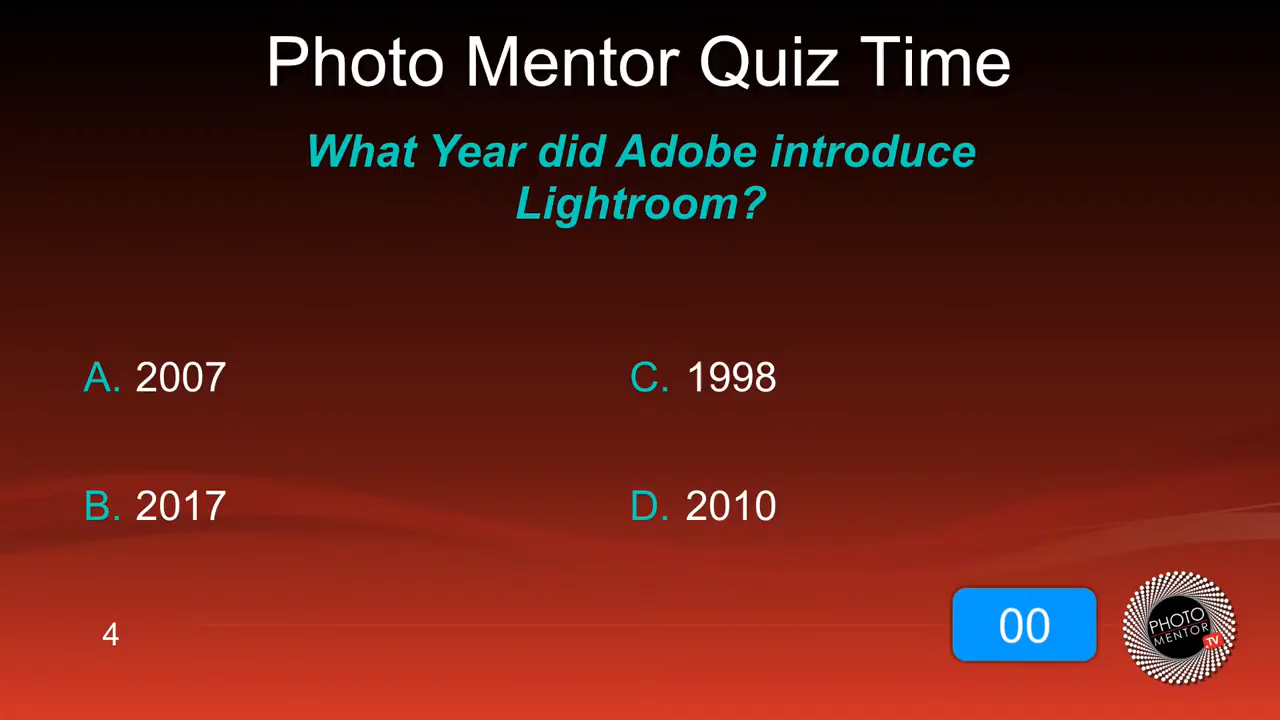 Photo Mentor Quiz Time
What Year did Adobe introduce
Lightroom?
A. 2007
B. 2017
C. 1998
D. 2010
4
00
PHOTO
MENTOR
TV